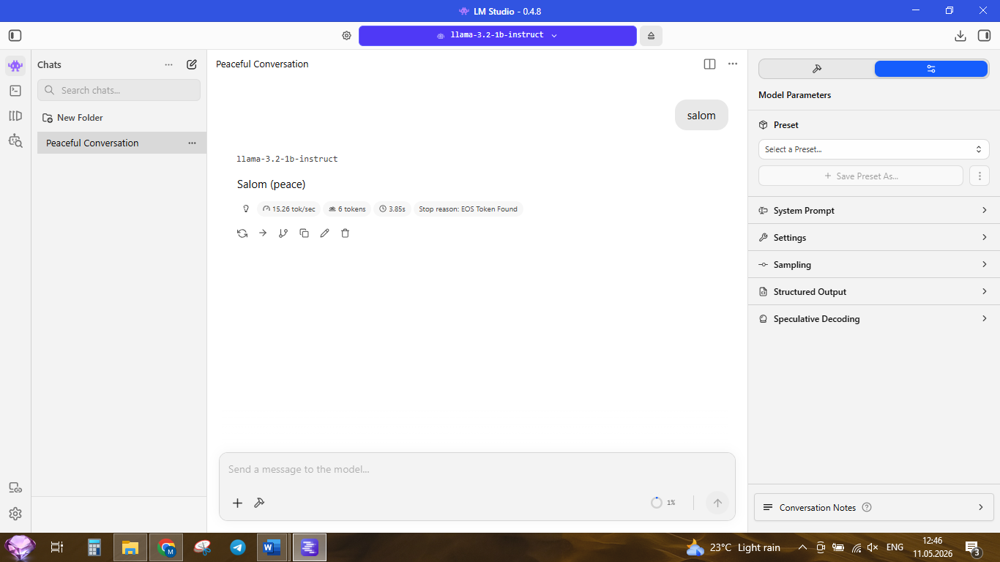 LM Studio - 0.4.8
llama-3.2-1b-instruct
Chats
Search chats...
New Folder
Peaceful Conversation
Peaceful Conversation
salom
llama-3.2-1b-instruct
Salom (peace)
15.26 tok/sec 6 tokens 3.85s Stop reason: EOS Token Found
Send a message to the model...
1%
Model Parameters
Preset
Select a Preset...
+ Save Preset As...
System Prompt
Settings
Sampling
Structured Output
Speculative Decoding
Conversation Notes ?
M
W
23°C Light rain
ENG
12:46
11.05.2026
3